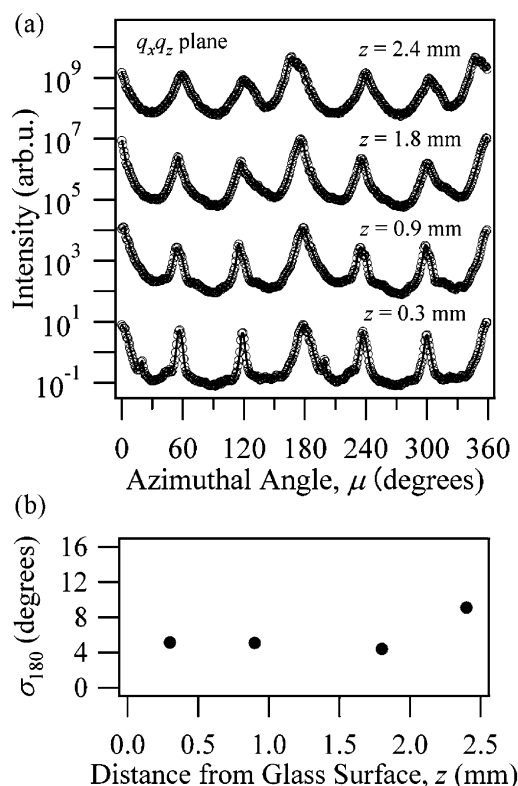 (a)
q_x q_z plane
z = 2.4 mm
z = 1.8 mm
z = 0.9 mm
z = 0.3 mm
10^9
10^7
10^5
10^3
10^1
10^-1
Intensity (arb.u.)
0 60 120 180 240 300 360
Azimuthal Angle, μ (degrees)
(b)
16
12
8
4
0
σ_180 (degrees)
0.0 0.5 1.0 1.5 2.0 2.5
Distance from Glass Surface, z (mm)